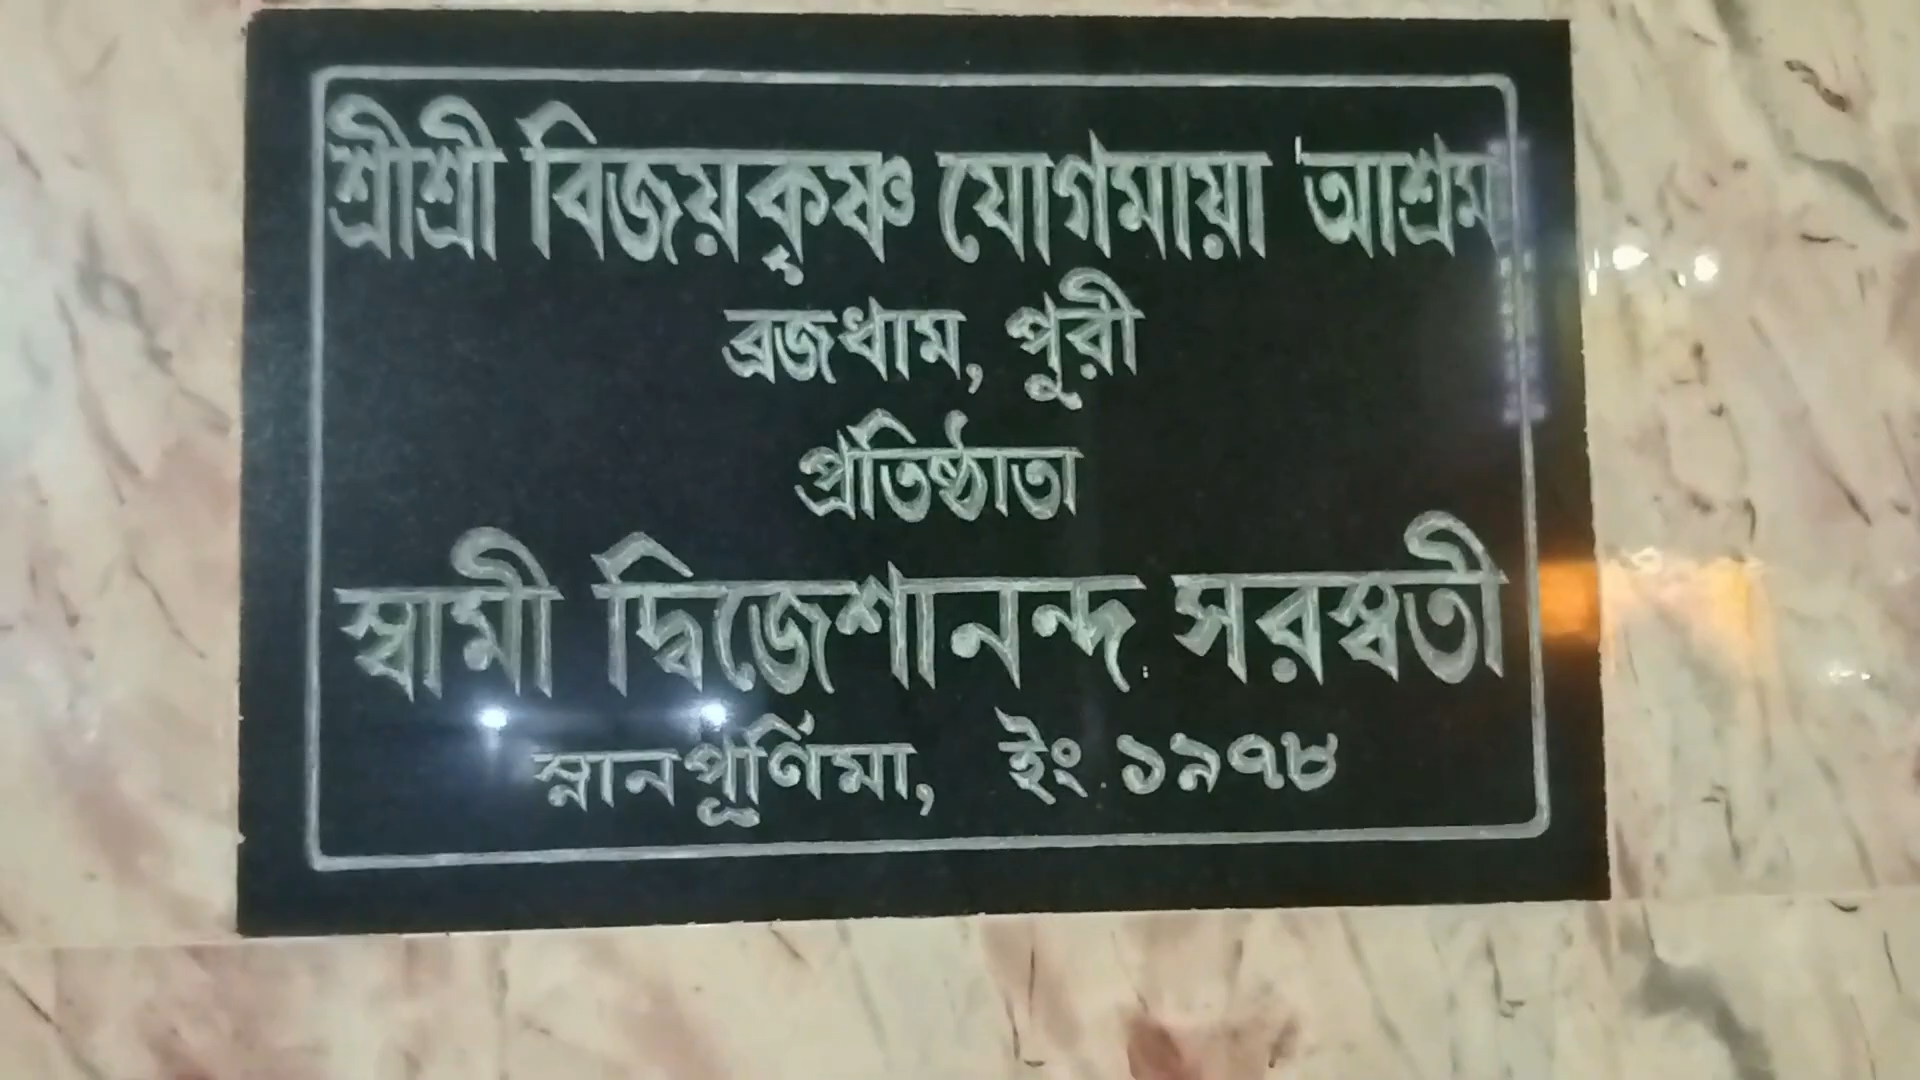 শ্রীশ্রী বিজয়কৃষ্ণ যোগমায়া আশ্রম
ব্রজধাম, পুরী
প্রতিষ্ঠাতা
স্বামী দ্বিজেশানন্দ সরস্বতী
স্নানপূর্ণিমা, ইং ১৯৭৮